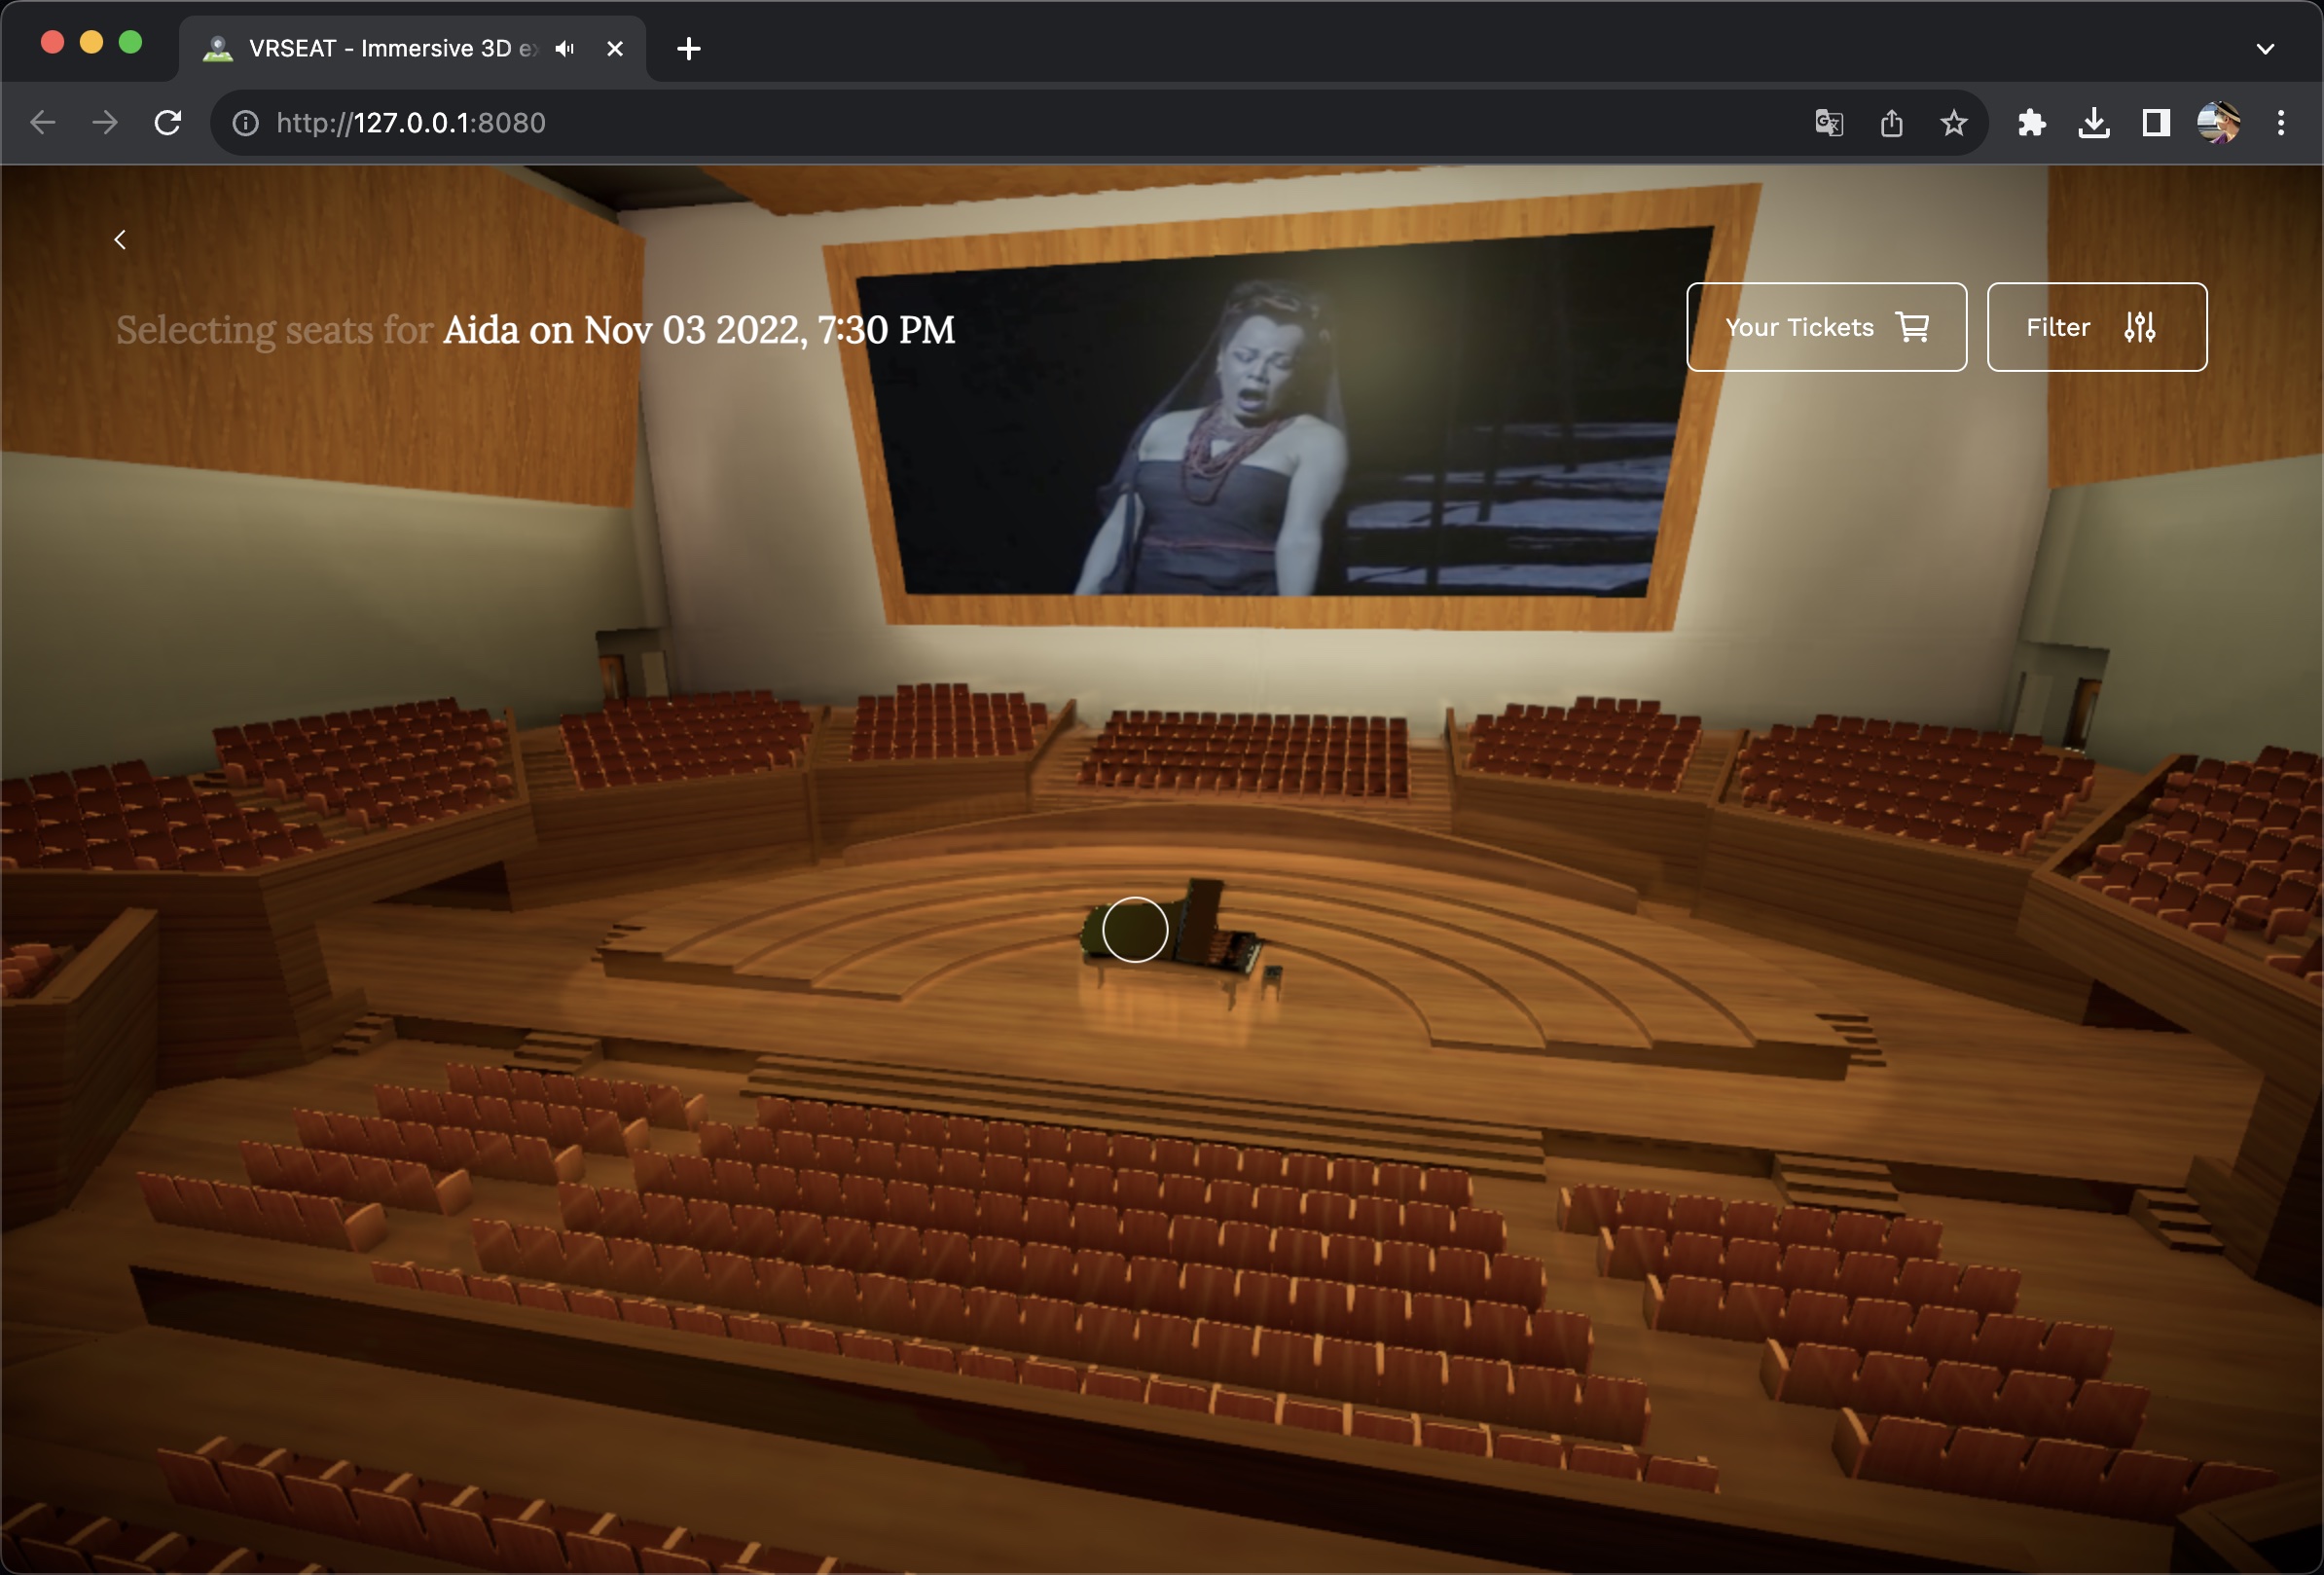 VRSEAT - Immersive 3D
http://127.0.0.1:8080
Selecting seats for Aida on Nov 03 2022, 7:30 PM
Your Tickets
Filter